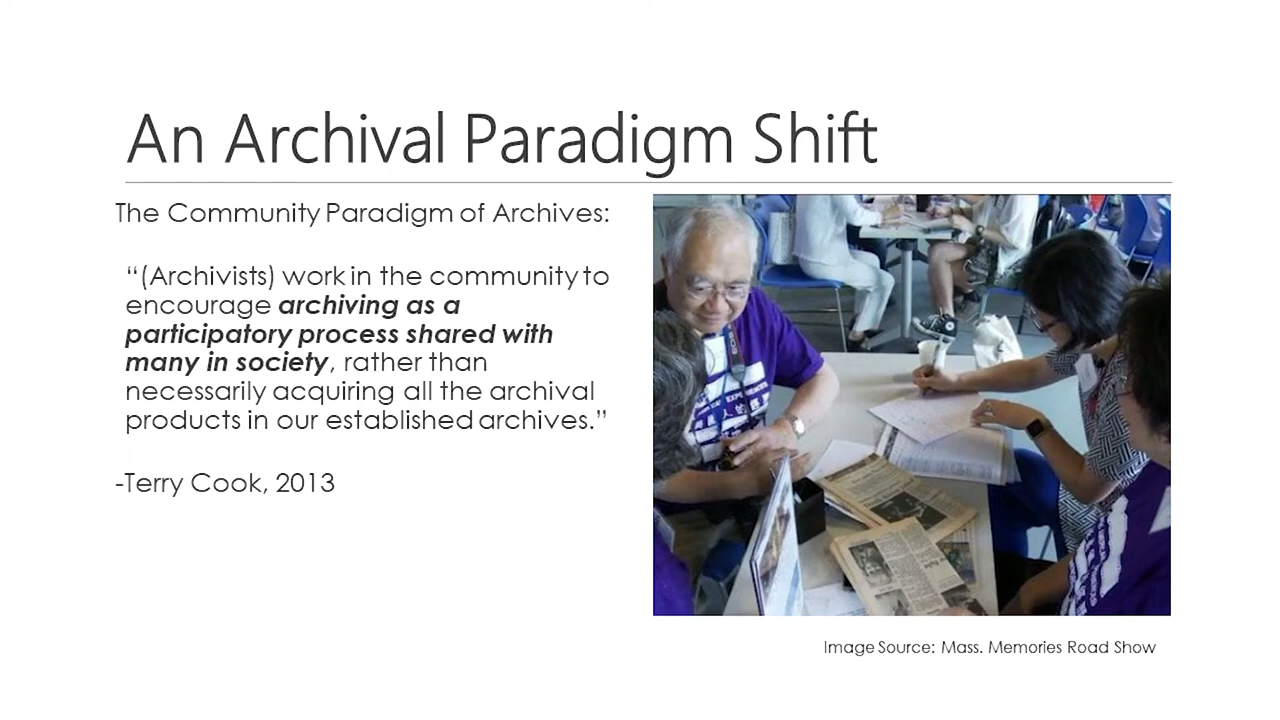 An Archival Paradigm Shift
The Community Paradigm of Archives:
“(Archivists) work in the community to
encourage archiving as a
participatory process shared with
many in society, rather than
necessarily acquiring all the archival
products in our established archives.”
-Terry Cook, 2013
Image Source: Mass. Memories Road Show